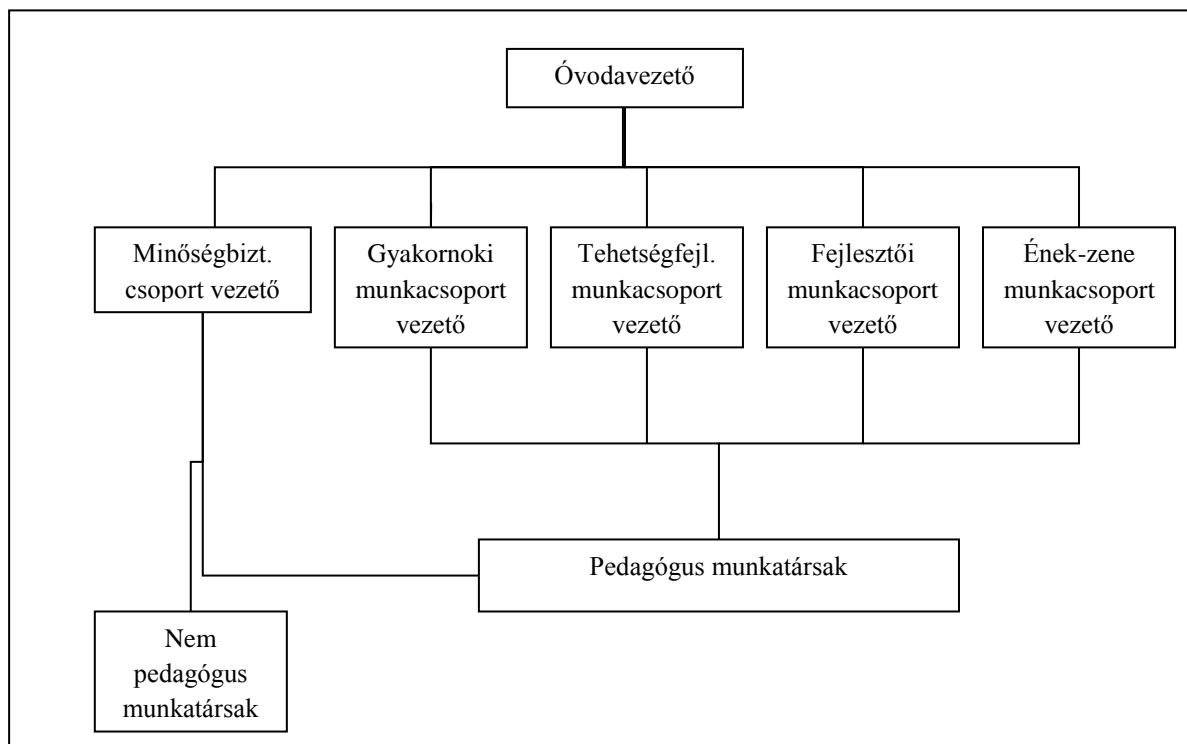 Óvodavezető
Minőségbizt.
csoport vezető
Gyakornoki
munkacsoport
vezető
Tehetségfejl.
munkacsoport
vezető
Fejlesztői
munkacsoport
vezető
Ének-zene
munkacsoport
vezető
Pedagógus munkatársak
Nem
pedagógus
munkatársak